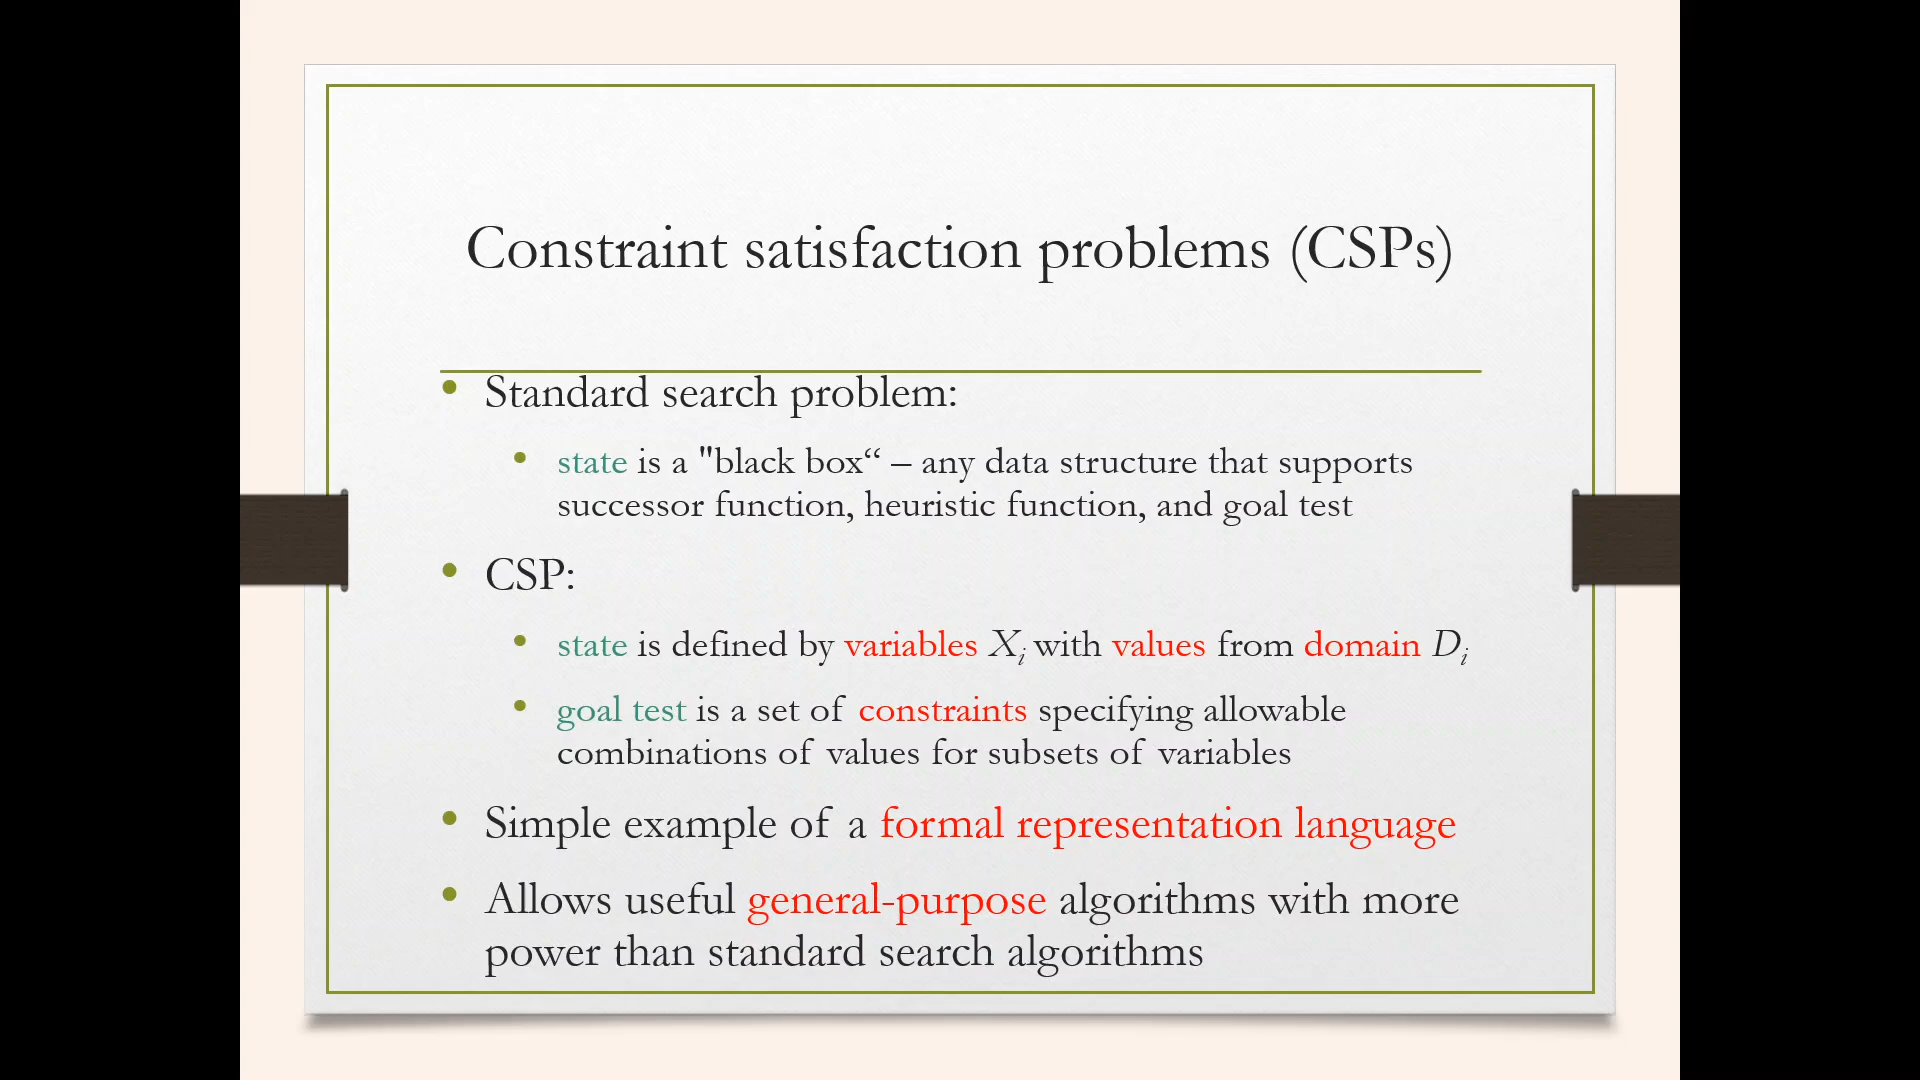 Constraint satisfaction problems (CSPs)
• Standard search problem:
• state is a "black box“ – any data structure that supports
successor function, heuristic function, and goal test
• CSP:
• state is defined by variables Xi with values from domain Di
• goal test is a set of constraints specifying allowable
combinations of values for subsets of variables
• Simple example of a formal representation language
• Allows useful general-purpose algorithms with more
power than standard search algorithms